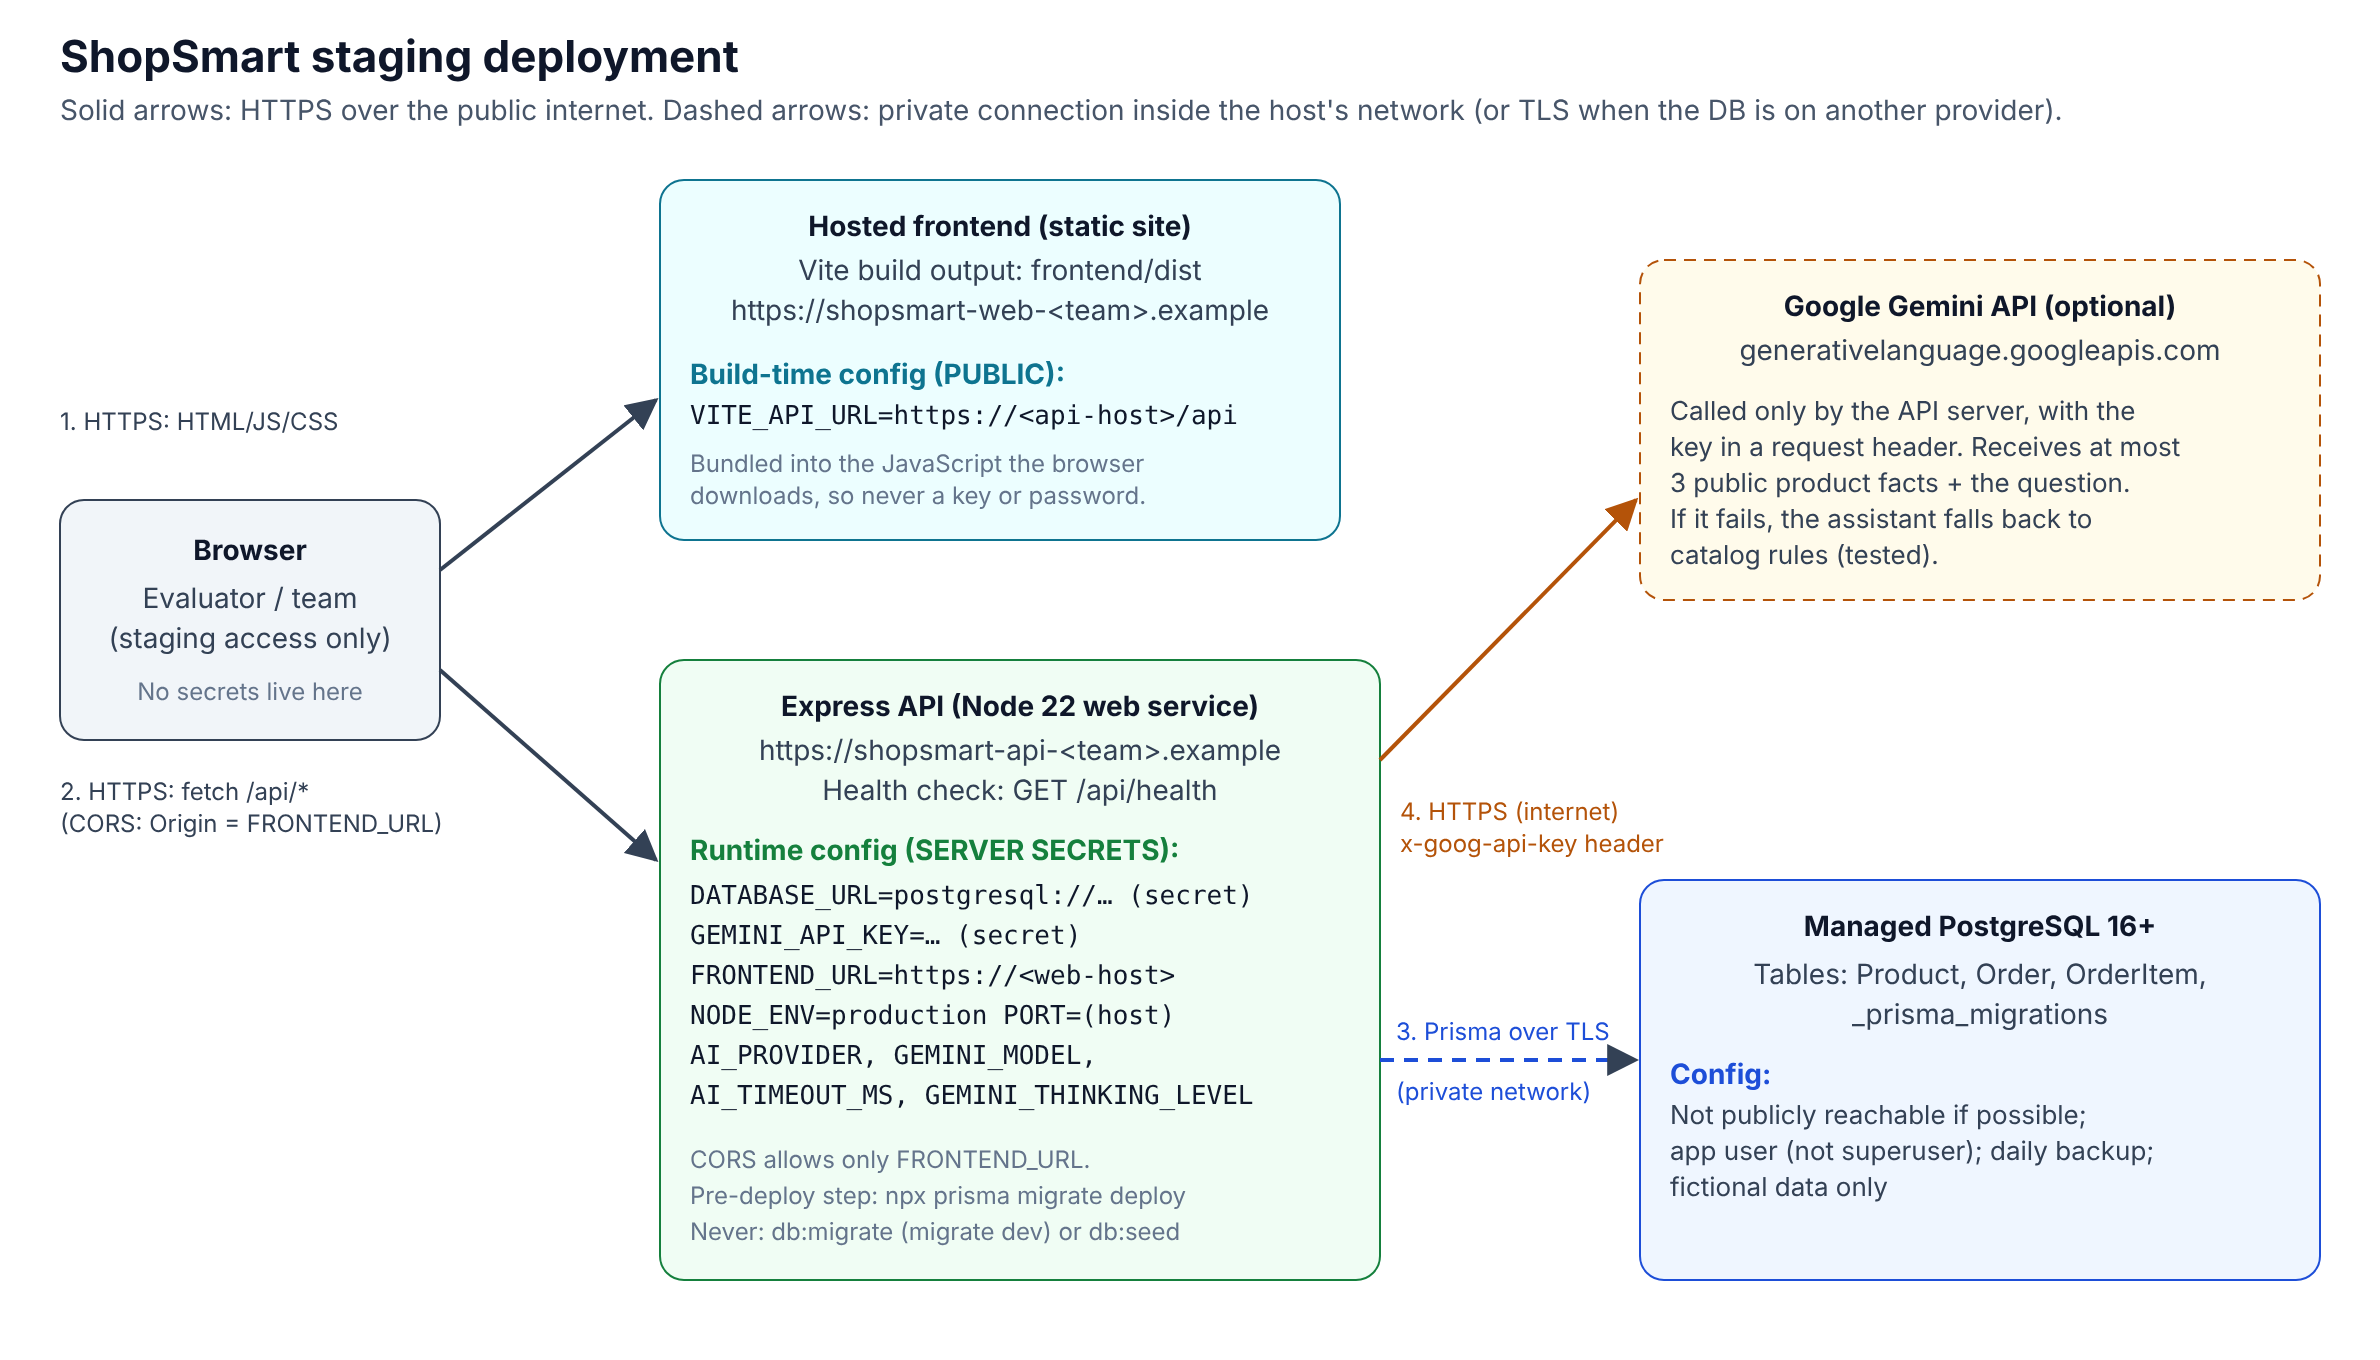 ShopSmart staging deployment
Solid arrows: HTTPS over the public internet. Dashed arrows: private connection inside the host's network (or TLS when the DB is on another provider).
1. HTTPS: HTML/JS/CSS
Browser
Evaluator / team
(staging access only)
No secrets live here
2. HTTPS: fetch /api/*
(CORS: Origin = FRONTEND_URL)
Hosted frontend (static site)
Vite build output: frontend/dist
https://shopsmart-web-<team>.example
Build-time config (PUBLIC):
VITE_API_URL=https://<api-host>/api
Bundled into the JavaScript the browser
downloads, so never a key or password.
Express API (Node 22 web service)
https://shopsmart-api-<team>.example
Health check: GET /api/health
Runtime config (SERVER SECRETS):
DATABASE_URL=postgresql://… (secret)
GEMINI_API_KEY=… (secret)
FRONTEND_URL=https://<web-host>
NODE_ENV=production PORT=(host)
AI_PROVIDER, GEMINI_MODEL,
AI_TIMEOUT_MS, GEMINI_THINKING_LEVEL
CORS allows only FRONTEND_URL.
Pre-deploy step: npx prisma migrate deploy
Never: db:migrate (migrate dev) or db:seed
Google Gemini API (optional)
generativelanguage.googleapis.com
Called only by the API server, with the
key in a request header. Receives at most
3 public product facts + the question.
If it fails, the assistant falls back to
catalog rules (tested).
4. HTTPS (internet)
x-goog-api-key header
3. Prisma over TLS
(private network)
Managed PostgreSQL 16+
Tables: Product, Order, OrderItem,
_prisma_migrations
Config:
Not publicly reachable if possible;
app user (not superuser); daily backup;
fictional data only